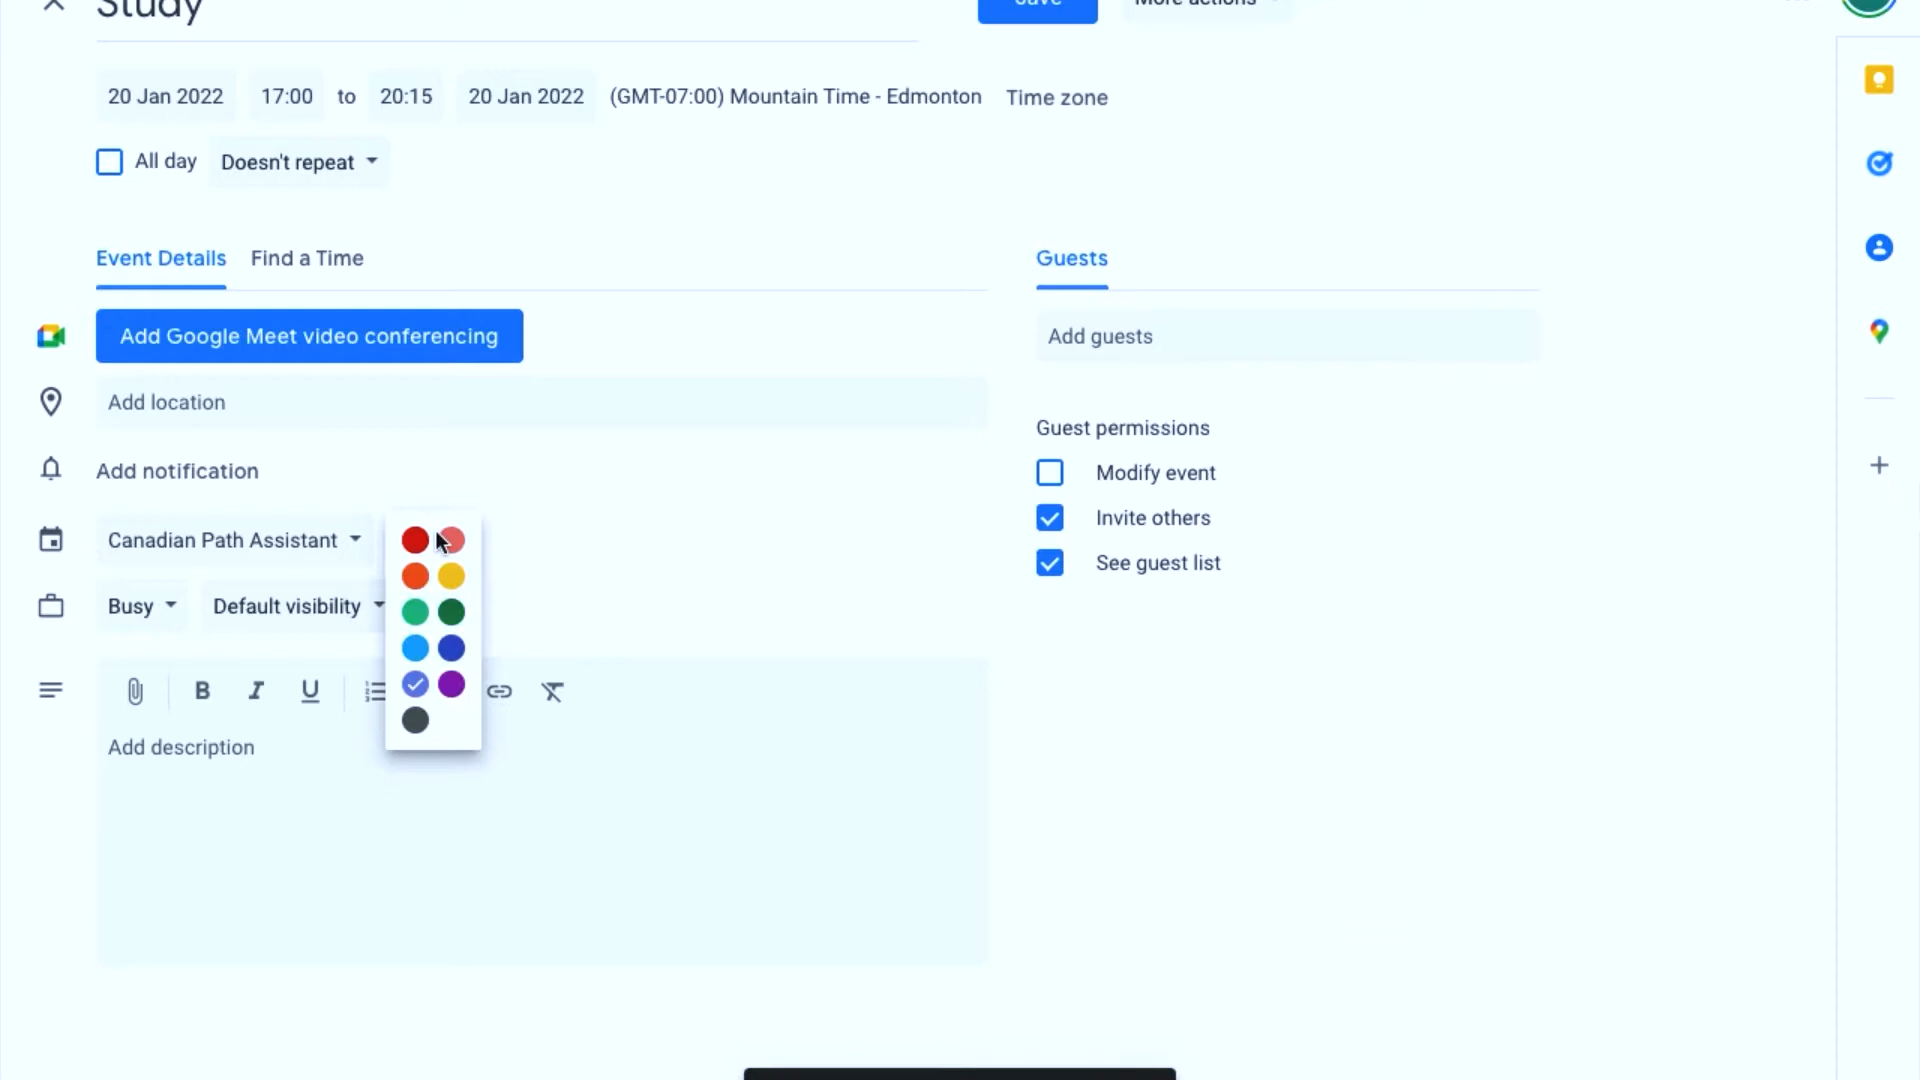 Study
Save
More actions
20 Jan 2022 17:00 to 20:15 20 Jan 2022 (GMT-07:00) Mountain Time - Edmonton Time zone
All day Doesn't repeat
Event Details Find a Time
Guests
Add Google Meet video conferencing
Add guests
Add location
Guest permissions
Add notification
Modify event
Invite others
Canadian Path Assistant
See guest list
Busy Default visibility
B I U
Add description